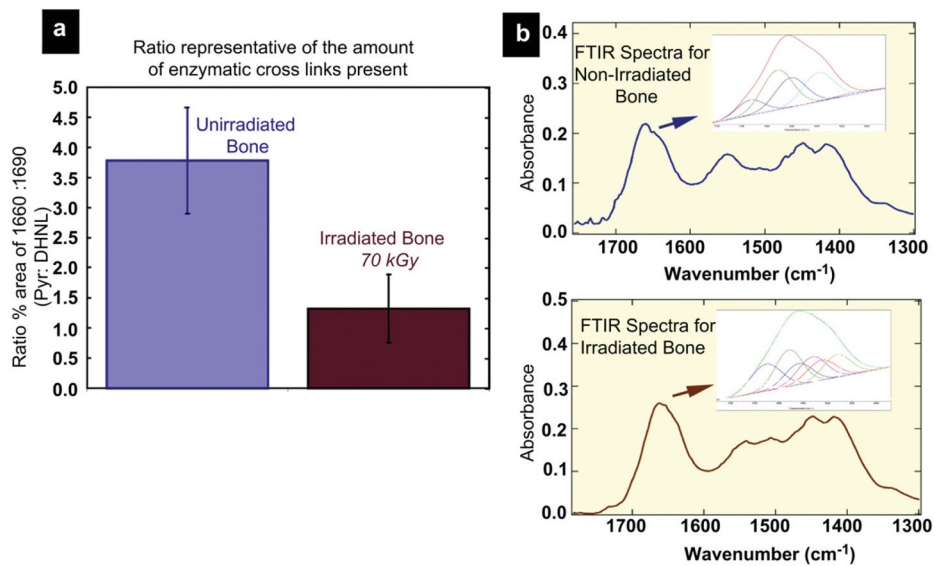 a
Ratio representative of the amount
of enzymatic cross links present
Ratio % area of 1660 :1690
(Pyr: DHNL)
5.0
4.5
4.0
3.5
3.0
2.5
2.0
1.5
1.0
0.5
0.0
Unirradiated
Bone
Irradiated Bone
70 kGy
b
FTIR Spectra for
Non-Irradiated
Bone
Absorbance
0.4
0.3
0.2
0.1
0.0
1700 1600 1500 1400 1300
Wavenumber (cm-1)
FTIR Spectra for
Irradiated Bone
Absorbance
0.5
0.4
0.3
0.2
0.1
0.0
1700 1600 1500 1400 1300
Wavenumber (cm-1)